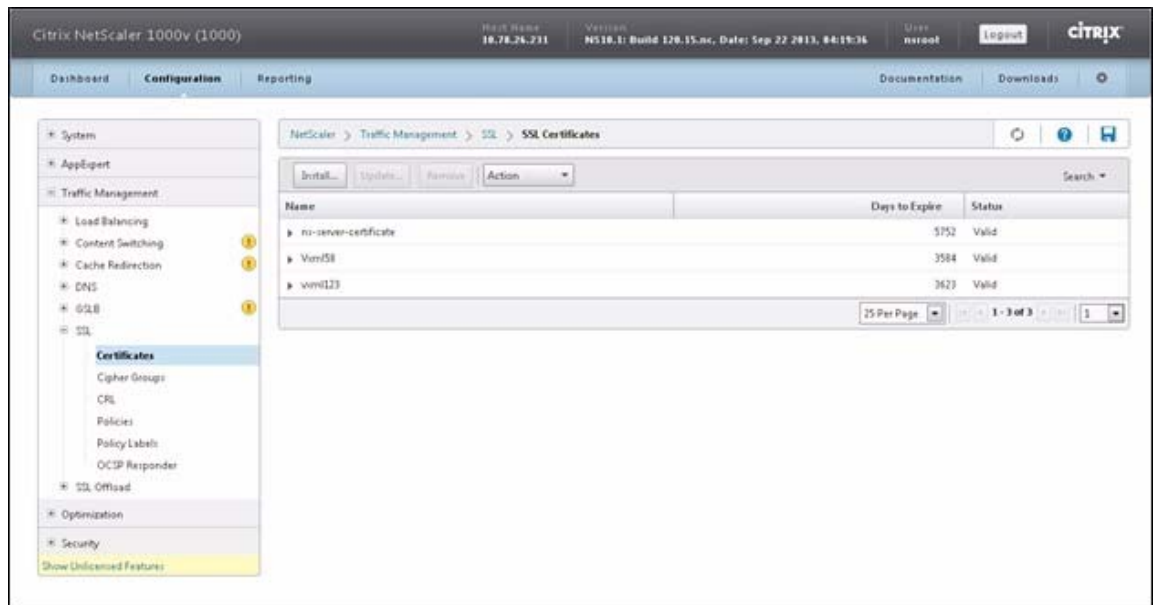 Citrix NetScaler 1000v (1000)
Host Name
10.78.26.231
Version
NS10.1: Build 120.15.nc, Date: Sep 22 2013, 04:19:36
User
nsroot
Logout
CITRIX
Dashboard Configuration Reporting Documentation Downloads
System
AppExpert
Traffic Management
Load Balancing
Content Switching
Cache Redirection
DNS
GSLB
SSL
Certificates
Cipher Groups
CRL
Policies
Policy Labels
OCSP Responder
SSL Offload
Optimization
Security
Show Unlicensed Features
NetScaler > Traffic Management > SSL > SSL Certificates
Install... Update... Remove Action Search
Name Days to Expire Status
ns-server-certificate 5752 Valid
3584 Valid
3623 Valid
25 Per Page 1 - 3 of 3 1